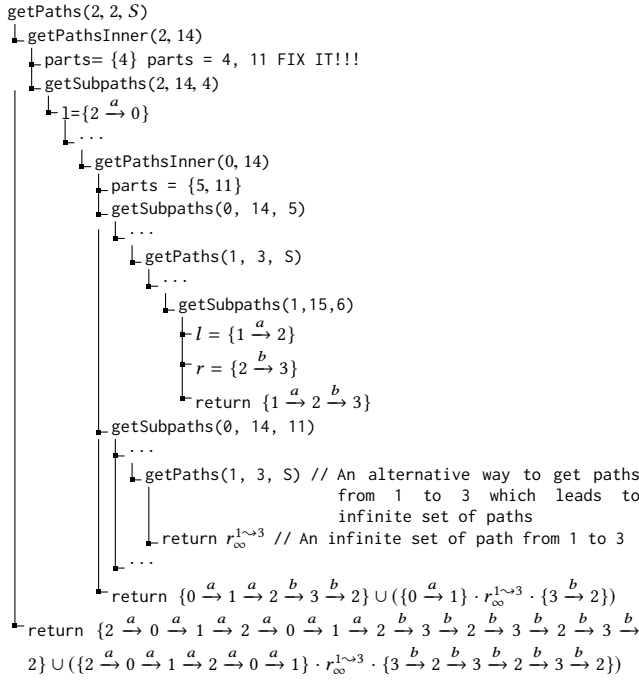 getPaths(2, 2, S)
getPathsInner(2, 14)
parts= {4} parts = 4, 11 FIX IT!!!
getSubpaths(2, 14, 4)
l={2 –a→ 0}
...
getPathsInner(0, 14)
parts = {5, 11}
getSubpaths(0, 14, 5)
...
getPaths(1, 3, S)
...
getSubpaths(1,15,6)
l = {1 –a→ 2}
r = {2 –b→ 3}
return {1 –a→ 2 –b→ 3}
getSubpaths(0, 14, 11)
...
getPaths(1, 3, S) // An alternative way to get paths
from 1 to 3 which leads to
infinite set of paths
return r_∞^{1⤳3} // An infinite set of path from 1 to 3
...
return {0 –a→ 1 –a→ 2 –b→ 3 –b→ 2} ∪ ({0 –a→ 1} · r_∞^{1⤳3} · {3 –b→ 2})
return {2 –a→ 0 –a→ 1 –a→ 2 –a→ 0 –a→ 1 –a→ 2 –b→ 3 –b→ 2 –b→ 3 –b→ 2 –b→ 3 –b→
2} ∪ ({2 –a→ 0 –a→ 1 –a→ 2 –a→ 0 –a→ 1} · r_∞^{1⤳3} · {3 –b→ 2 –b→ 3 –b→ 2 –b→ 3 –b→ 2})